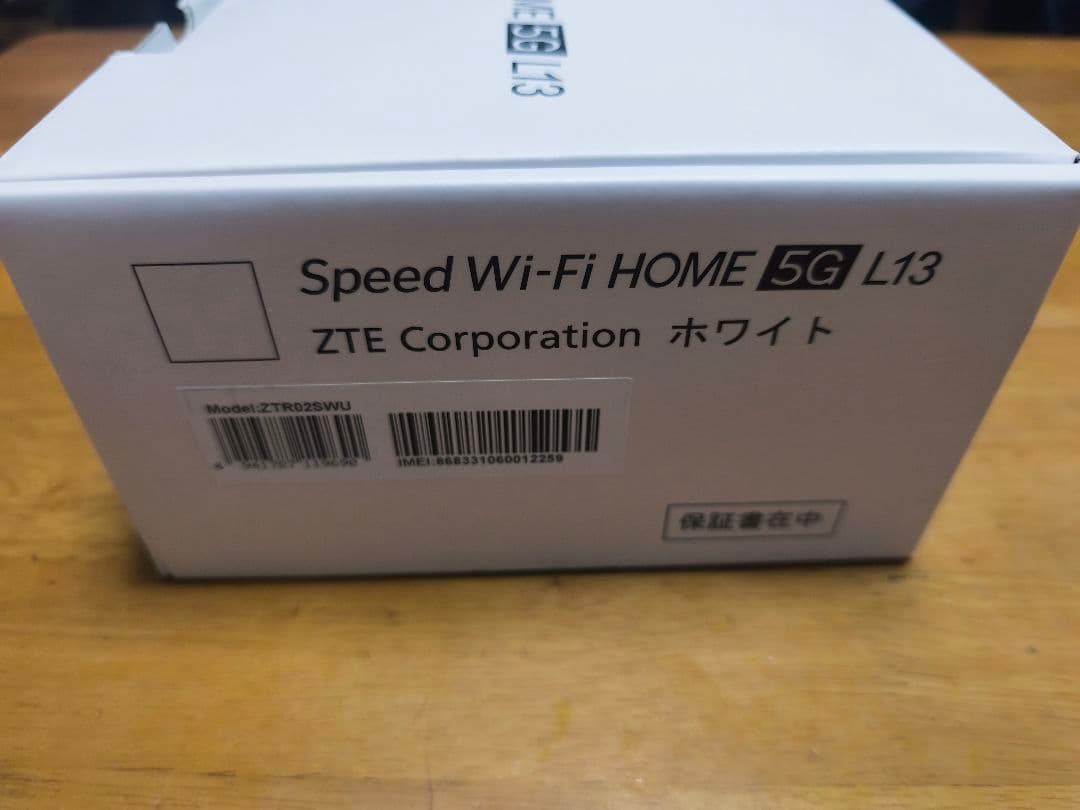 ME 5G L13
Speed Wi-Fi HOME 5G L13
ZTE Corporation ホワイト
Model:ZTR02SWU
IMEI:868331060012259
保証書在中